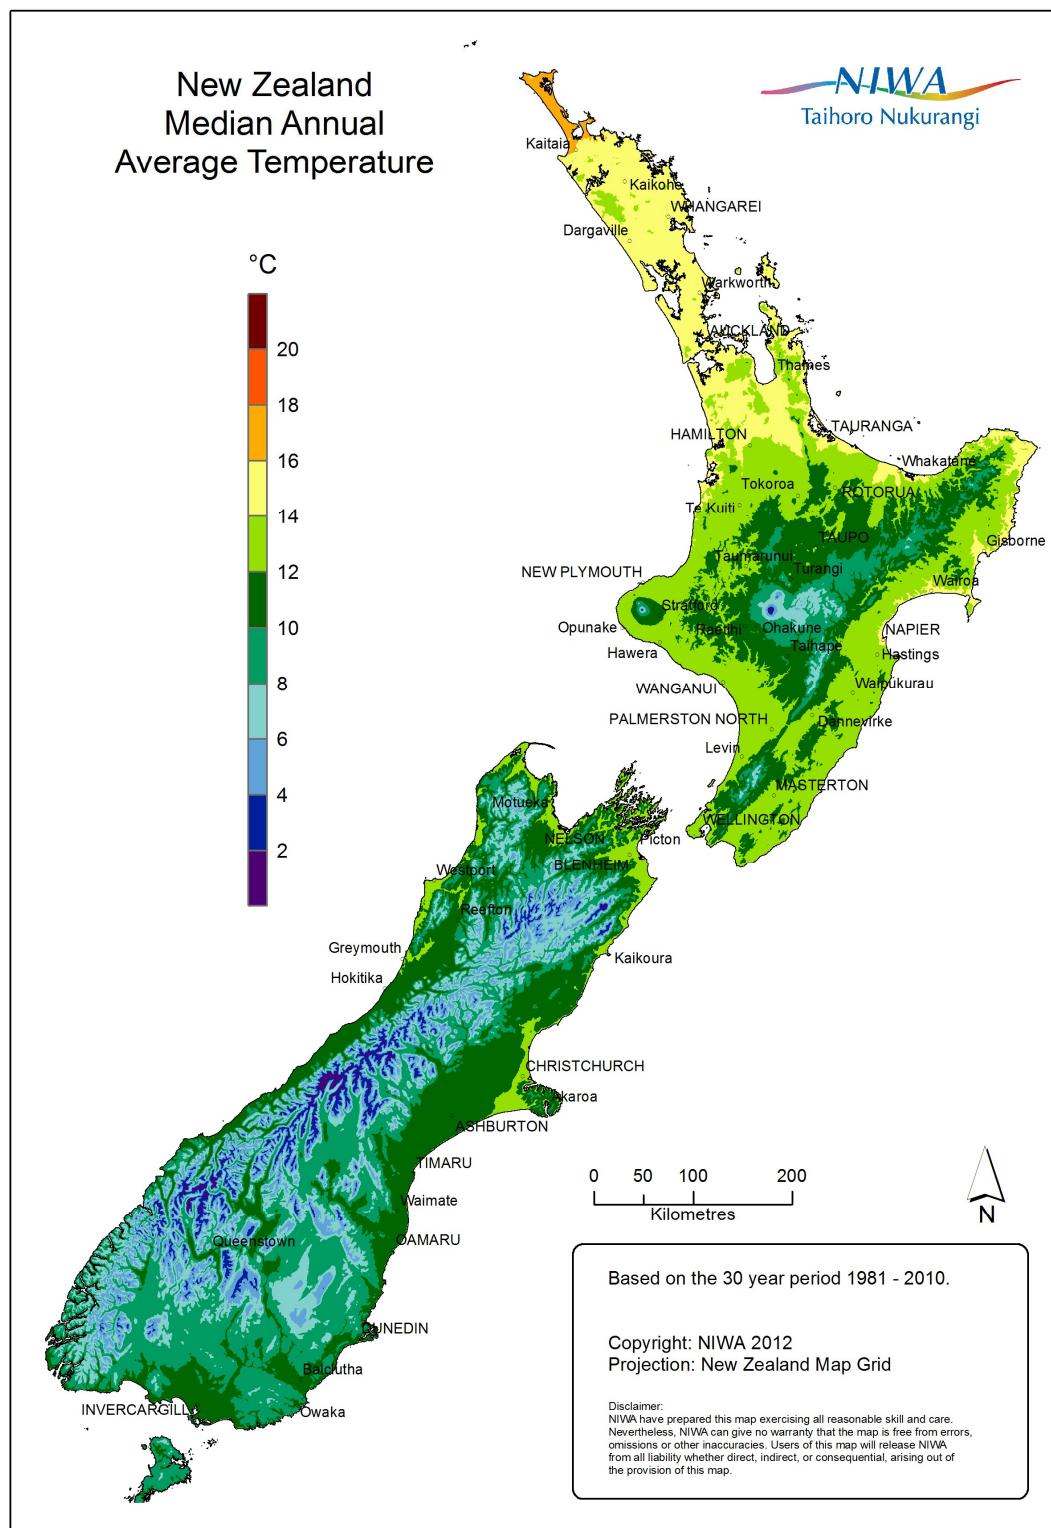 New Zealand
Median Annual
Average Temperature
NIWA
Taihoro Nukurangi
°C
20
18
16
14
12
10
8
6
4
2
Kaitaia
Kaikohe
WHANGAREI
Dargaville
Warkworth
AUCKLAND
Thames
TAURANGA
HAMILTON
Whakatane
Tokoroa
ROTORUA
Te Kuiti
TAUPO
Gisborne
Taumarunui
Turangi
NEW PLYMOUTH
Wairoa
Stratford
Opunake
Raetihi
Ohakune
NAPIER
Taihape
Hawera
Hastings
WANGANUI
Waipukurau
PALMERSTON NORTH
Dannevirke
Levin
MASTERTON
WELLINGTON
Motueka
NELSON
Picton
BLENHEIM
Westport
Reefton
Greymouth
Kaikoura
Hokitika
CHRISTCHURCH
Akaroa
ASHBURTON
TIMARU
Waimate
OAMARU
Queenstown
DUNEDIN
Balclutha
INVERCARGILL
Owaka
0 50 100 200
Kilometres
N
Based on the 30 year period 1981 - 2010.
Copyright: NIWA 2012
Projection: New Zealand Map Grid
Disclaimer:
NIWA have prepared this map exercising all reasonable skill and care.
Nevertheless, NIWA can give no warranty that the map is free from errors,
omissions or other inaccuracies. Users of this map will release NIWA
from all liability whether direct, indirect, or consequential, arising out of
the provision of this map.